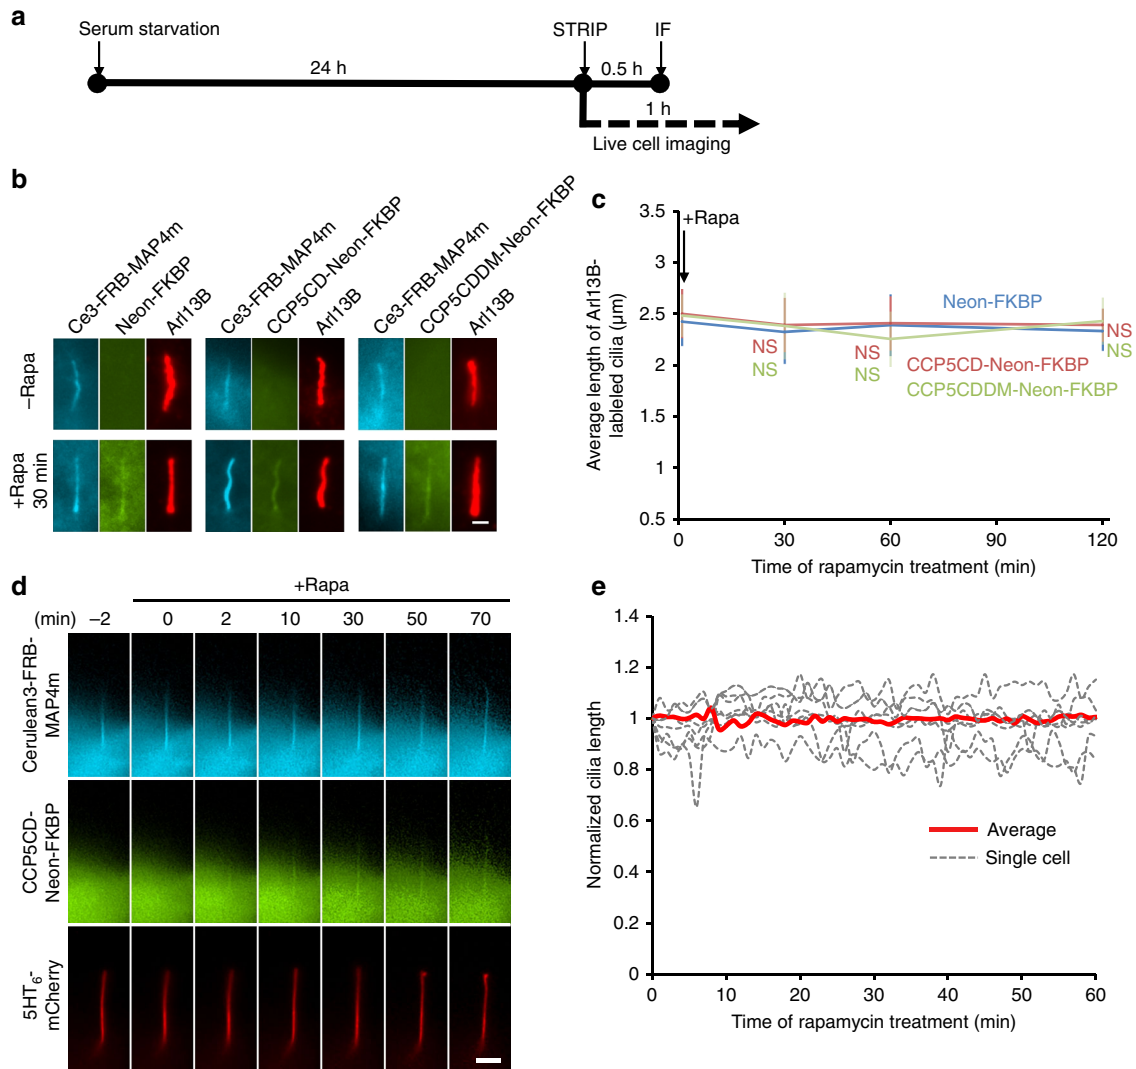 a
Serum starvation
STRIP
IF
24 h
0.5 h
1 h
Live cell imaging
b
Ce3-FRB-MAP4m
Neon-FKBP
Arl13B
Ce3-FRB-MAP4m
CCP5CD-Neon-FKBP
Arl13B
Ce3-FRB-MAP4m
CCP5CDDM-Neon-FKBP
Arl13B
–Rapa
+Rapa
30 min
c
Average length of Arl13B-
lableled cilia (µm)
3.5
3
2.5
2
1.5
1
0.5
+Rapa
Neon-FKBP
NS
NS
NS
NS
NS
NS
CCP5CD-Neon-FKBP
CCP5CDDM-Neon-FKBP
0
30
60
90
120
Time of rapamycin treatment (min)
d
+Rapa
(min) –2 0 2 10 30 50 70
Cerulean3-FRB-
MAP4m
CCP5CD-
Neon-FKBP
5HT6-
mCherry
e
Normalized cilia length
1.4
1.2
1
0.8
0.6
0.4
0.2
0
Average
Single cell
0
10
20
30
40
50
60
Time of rapamycin treatment (min)